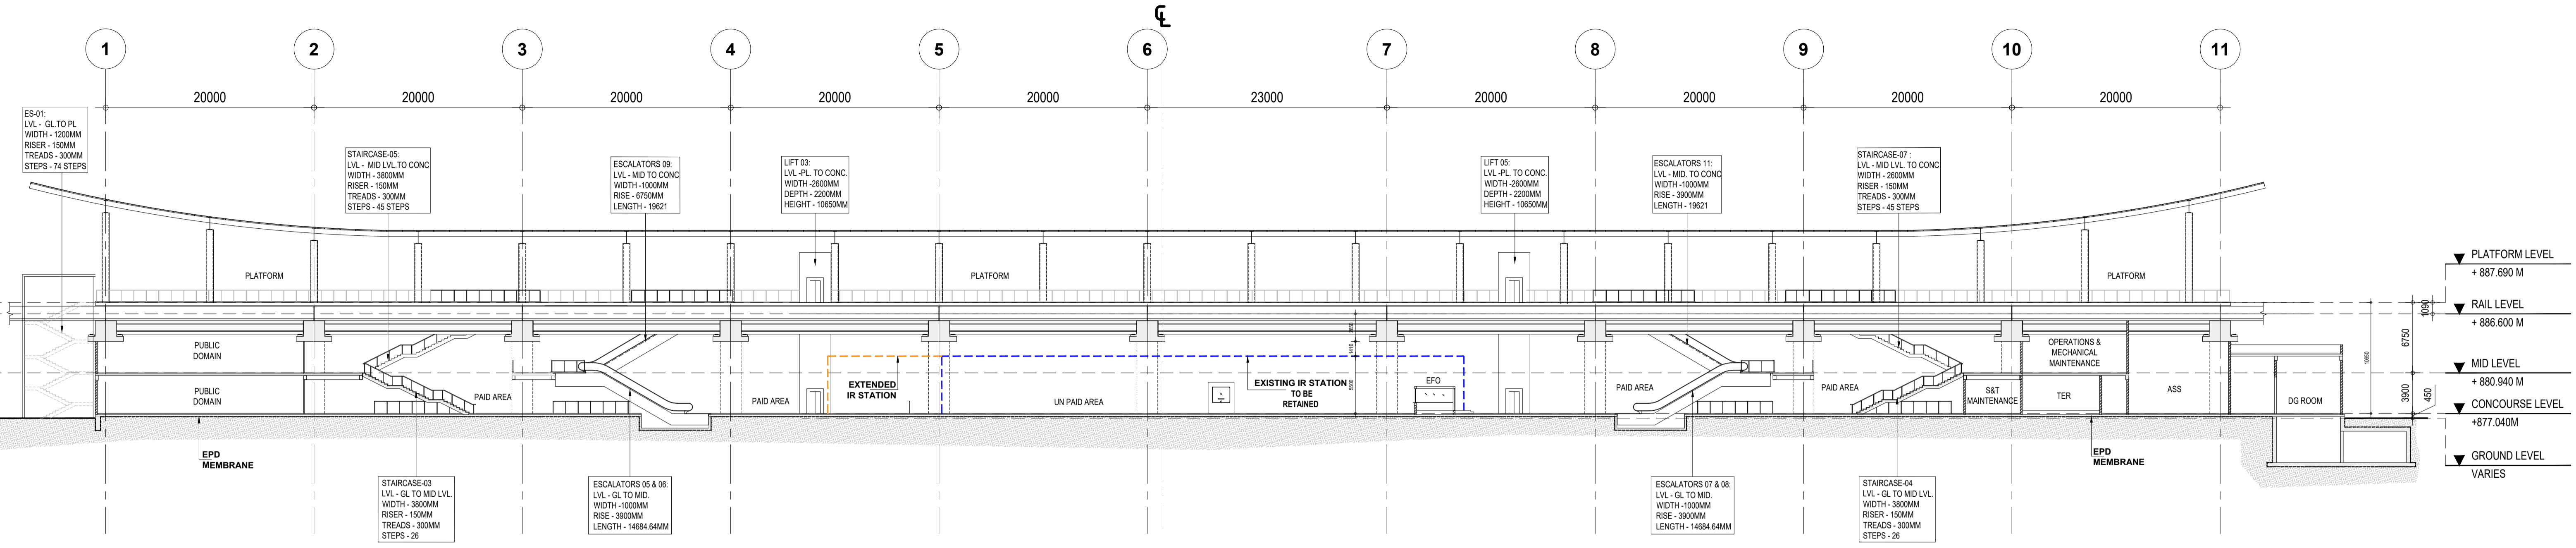 ℄
1
2
3
4
5
6
7
8
9
10
11
20000
20000
20000
20000
20000
23000
20000
20000
20000
20000
ES-01:
LVL - GL.TO PL
WIDTH - 1200MM
RISER - 150MM
TREADS - 300MM
STEPS - 74 STEPS
STAIRCASE-05:
LVL - MID LVL.TO CONC
WIDTH - 3800MM
RISER - 150MM
TREADS - 300MM
STEPS - 45 STEPS
ESCALATORS 09:
LVL - MID TO CONC
WIDTH -1000MM
RISE - 6750MM
LENGTH - 19621
LIFT 03:
LVL -PL. TO CONC.
WIDTH -2600MM
DEPTH - 2200MM
HEIGHT - 10650MM
LIFT 05:
LVL -PL. TO CONC.
WIDTH -2600MM
DEPTH - 2200MM
HEIGHT - 10650MM
ESCALATORS 11:
LVL - MID. TO CONC
WIDTH -1000MM
RISE - 3900MM
LENGTH - 19621
STAIRCASE-07 :
LVL - MID LVL. TO CONC
WIDTH - 2600MM
RISER - 150MM
TREADS - 300MM
STEPS - 45 STEPS
PLATFORM
PLATFORM
PLATFORM
PLATFORM LEVEL
+ 887.690 M
RAIL LEVEL
+ 886.600 M
MID LEVEL
+ 880.940 M
CONCOURSE LEVEL
+877.040M
GROUND LEVEL
VARIES
1090
6750
3900
450
10650
1410
5500
PUBLIC
DOMAIN
PUBLIC
DOMAIN
PAID AREA
PAID AREA
EXTENDED
IR STATION
UN PAID AREA
EXISTING IR STATION
TO BE
RETAINED
EFO
PAID AREA
PAID AREA
OPERATIONS &
MECHANICAL
MAINTENANCE
S&T
MAINTENANCE
TER
ASS
DG ROOM
EPD
MEMBRANE
EPD
MEMBRANE
STAIRCASE-03
LVL - GL TO MID LVL.
WIDTH - 3800MM
RISER - 150MM
TREADS - 300MM
STEPS - 26
ESCALATORS 05 & 06:
LVL - GL TO MID.
WIDTH -1000MM
RISE - 3900MM
LENGTH - 14684.64MM
ESCALATORS 07 & 08:
LVL - GL TO MID.
WIDTH -1000MM
RISE - 3900MM
LENGTH - 14684.64MM
STAIRCASE-04
LVL - GL TO MID LVL.
WIDTH - 3800MM
RISER - 150MM
TREADS - 300MM
STEPS - 26